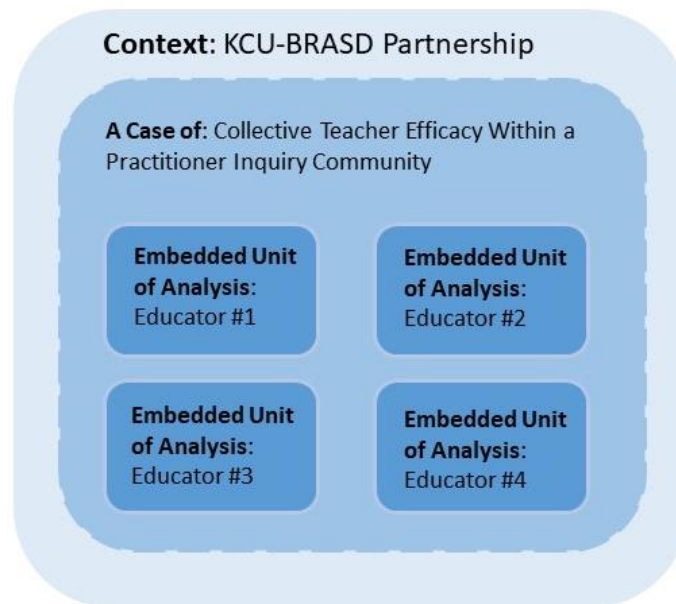 Context: KCU-BRASD Partnership
A Case of: Collective Teacher Efficacy Within a
Practitioner Inquiry Community
Embedded Unit
of Analysis:
Educator #1
Embedded Unit
of Analysis:
Educator #2
Embedded Unit
of Analysis:
Educator #3
Embedded Unit
of Analysis:
Educator #4